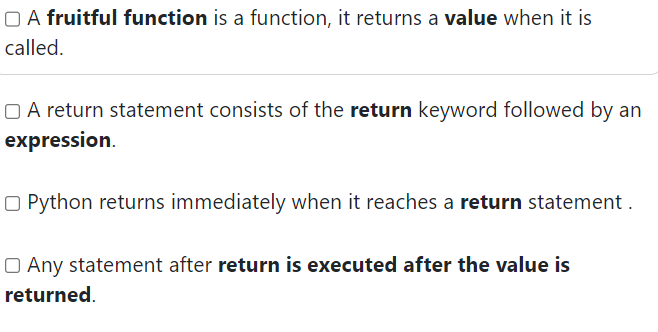 A fruitful function is a function, it returns a value when it is
called.
A return statement consists of the return keyword followed by an
expression.
Python returns immediately when it reaches a return statement .
Any statement after return is executed after the value is
returned.